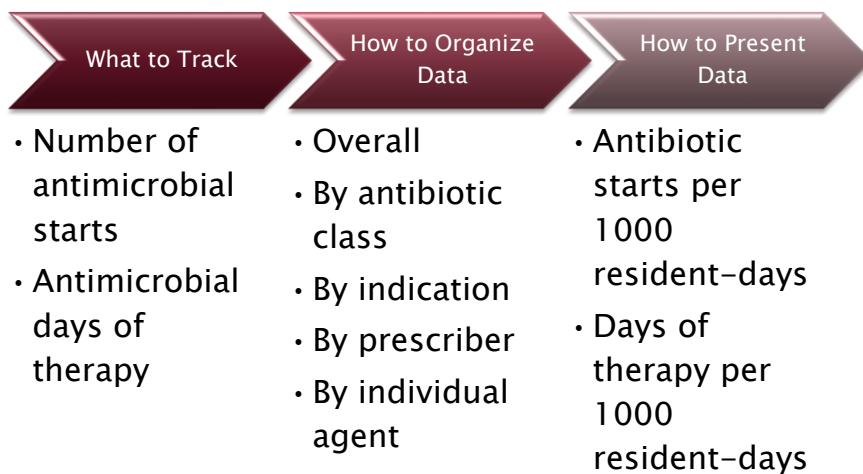 What to Track
• Number of
antimicrobial
starts
• Antimicrobial
days of
therapy
How to Organize
Data
• Overall
• By antibiotic
class
• By indication
• By prescriber
• By individual
agent
How to Present
Data
• Antibiotic
starts per
1000
resident-days
• Days of
therapy per
1000
resident-days